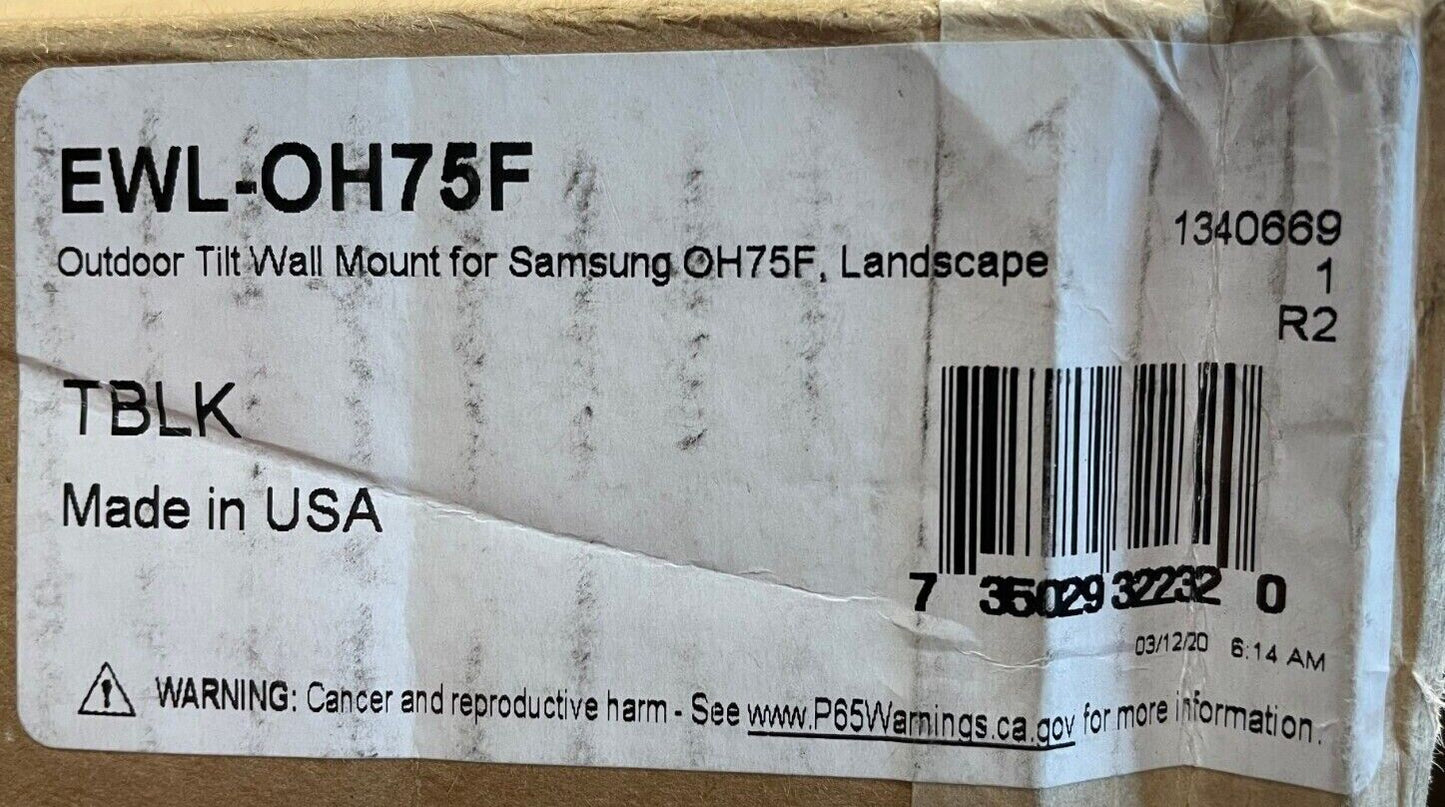 EWL-OH75F
Outdoor Tilt Wall Mount for Samsung OH75F, Landscape
1340669
1
R2
TBLK
Made in USA
7 35029 32232 0
03/12/20 6:14 AM
WARNING: Cancer and reproductive harm - See www.P65Warnings.ca.gov for more information.